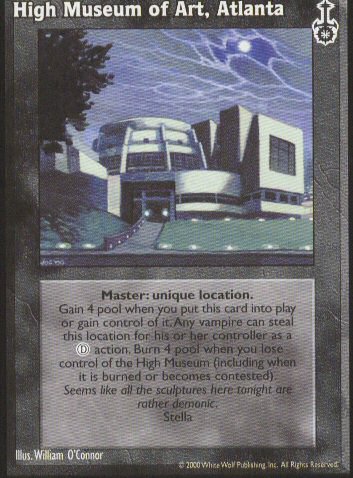 High Museum of Art, Atlanta
Master: unique location.
Gain 4 pool when you put this card into play
or gain control of it. Any vampire can steal
this location for his or her controller as a
Ⓓ action. Burn 4 pool when you lose
control of the High Museum (including when
it is burned or becomes contested).
Seems like all the sculptures here tonight are
rather demonic.
Stella
Illus. William O'Connor
© 2000 White Wolf Publishing, Inc. All Rights Reserved.